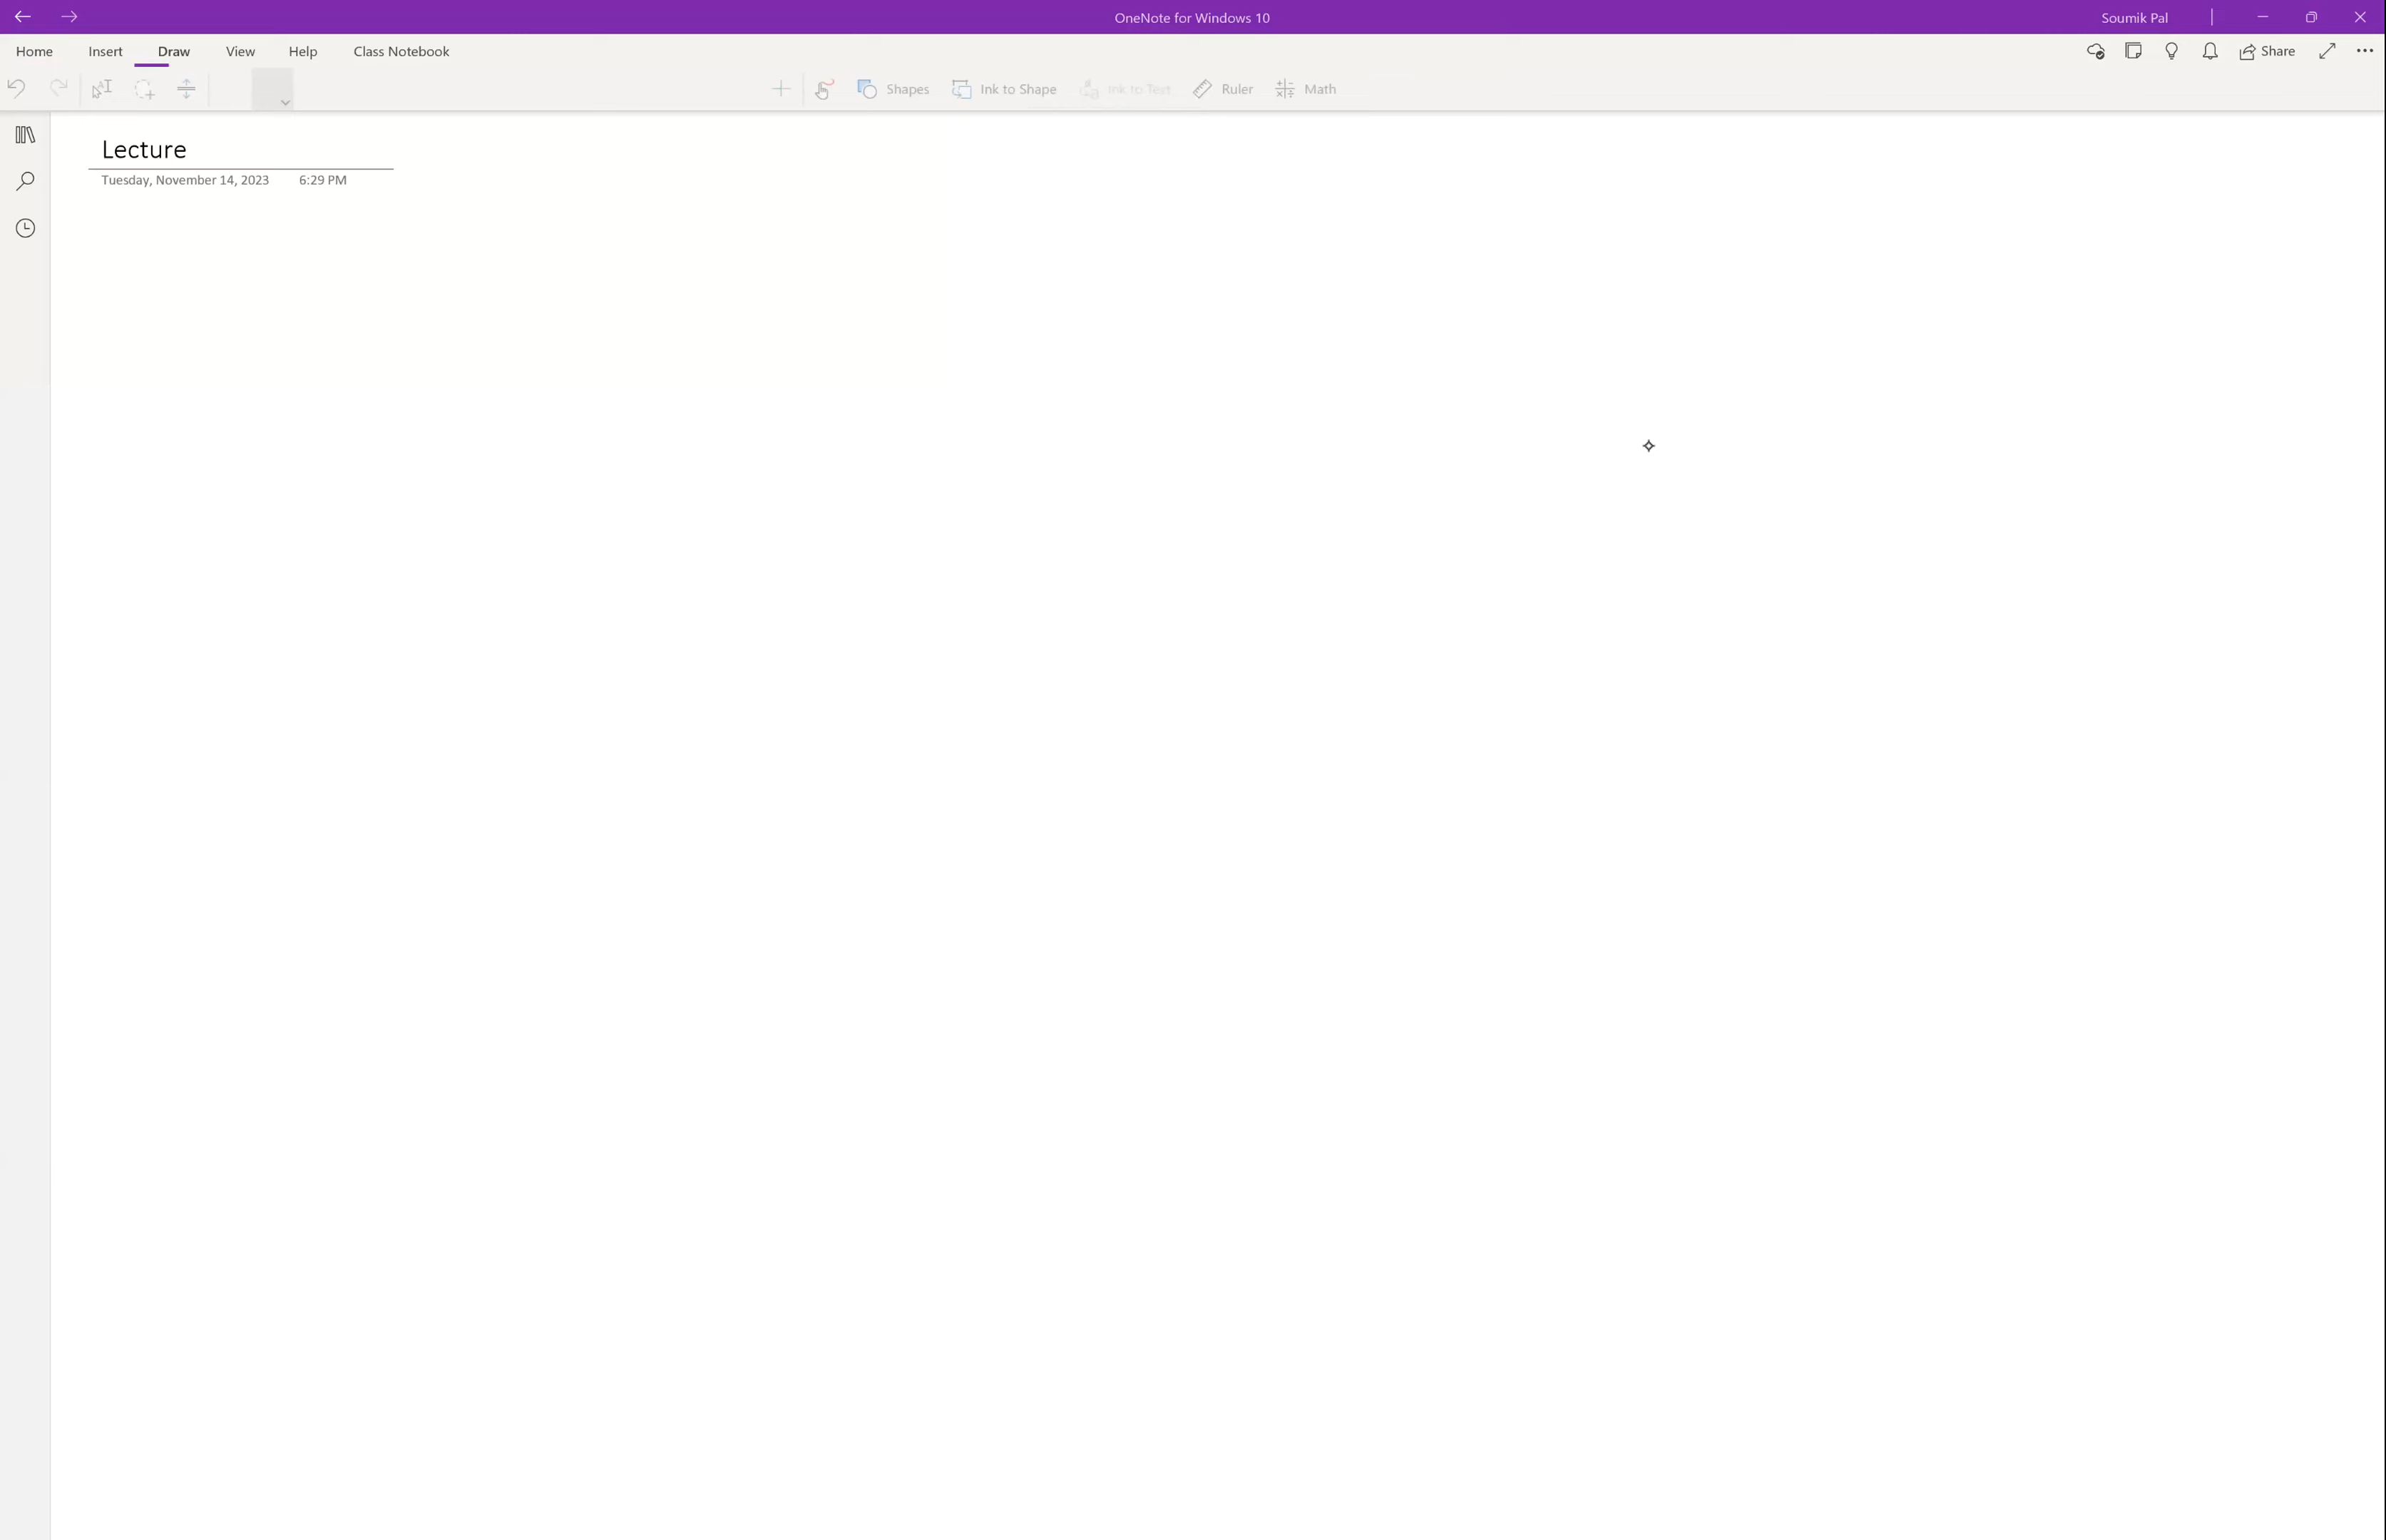 OneNote for Windows 10
Soumik Pal
Home Insert Draw View Help Class Notebook
Share
Shapes Ink to Shape Ink to Text Ruler Math
Lecture
Tuesday, November 14, 2023 6:29 PM